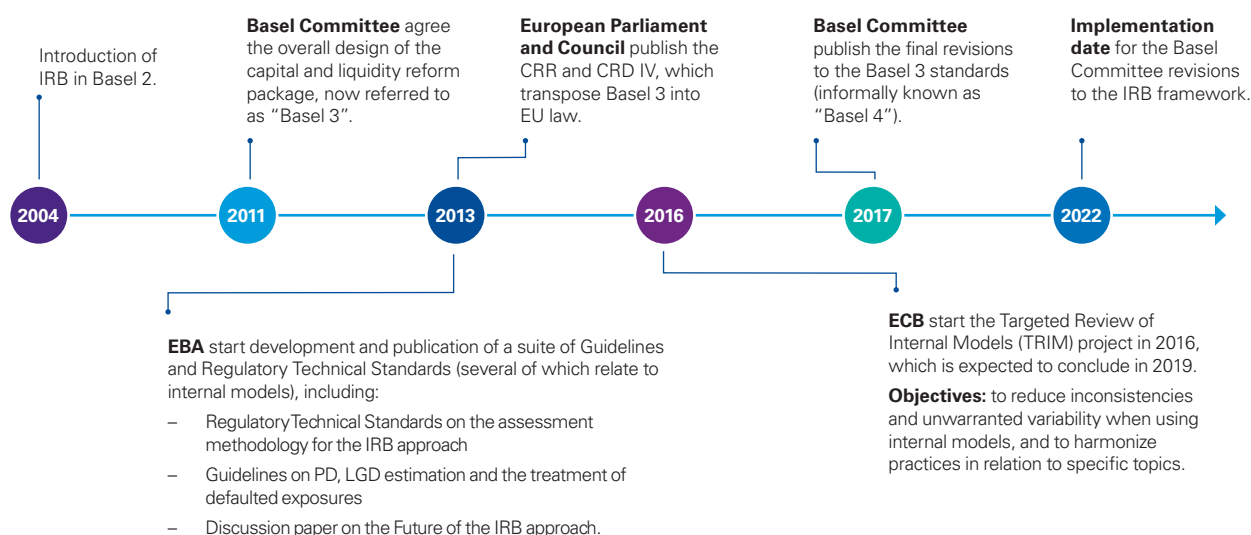 Introduction of
IRB in Basel 2.
Basel Committee agree
the overall design of the
capital and liquidity reform
package, now referred to
as “Basel 3”.
European Parliament
and Council publish the
CRR and CRD IV, which
transpose Basel 3 into
EU law.
Basel Committee
publish the final revisions
to the Basel 3 standards
(informally known as
“Basel 4”).
Implementation
date for the Basel
Committee revisions
to the IRB framework.
2004
2011
2013
2016
2017
2022
EBA start development and publication of a suite of Guidelines
and Regulatory Technical Standards (several of which relate to
internal models), including:
– Regulatory Technical Standards on the assessment
methodology for the IRB approach
– Guidelines on PD, LGD estimation and the treatment of
defaulted exposures
– Discussion paper on the Future of the IRB approach.
ECB start the Targeted Review of
Internal Models (TRIM) project in 2016,
which is expected to conclude in 2019.
Objectives: to reduce inconsistencies
and unwarranted variability when using
internal models, and to harmonize
practices in relation to specific topics.